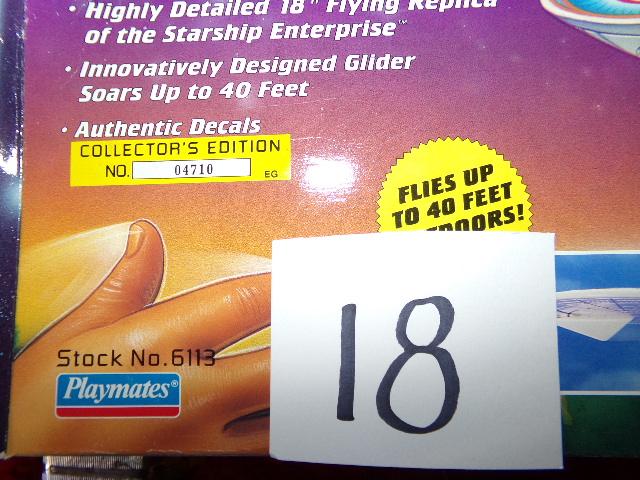 • Highly Detailed 18" Flying Replica
of the Starship Enterprise™
• Innovatively Designed Glider
Soars Up to 40 Feet
• Authentic Decals
COLLECTOR'S EDITION
NO. 04710 EG
FLIES UP
TO 40 FEET
Stock No.6113
Playmates®
18